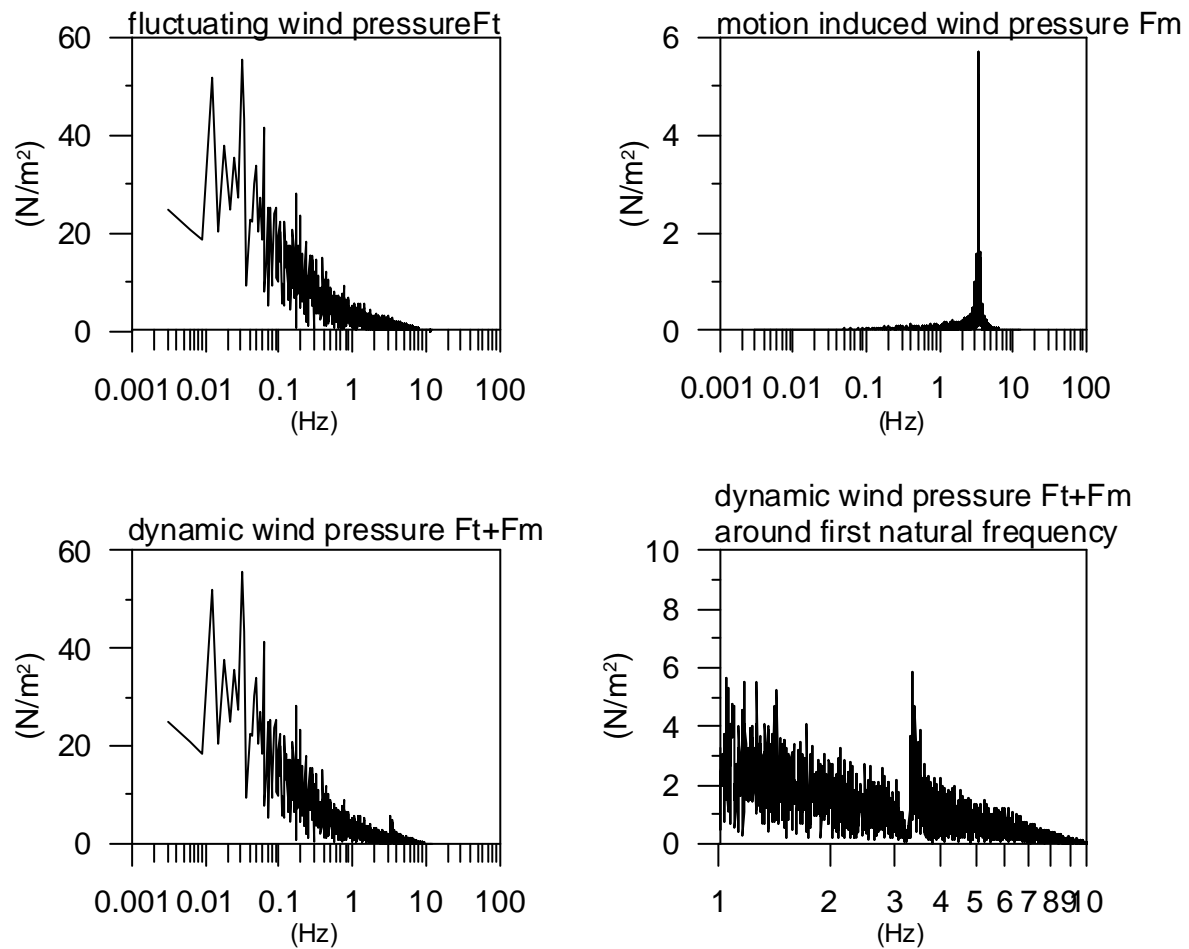 fluctuating wind pressureFt
60
40
20
0
(N/m²)
0.001 0.01 0.1 1 10 100
(Hz)
motion induced wind pressure Fm
6
4
2
0
(N/m²)
0.001 0.01 0.1 1 10 100
(Hz)
dynamic wind pressure Ft+Fm
60
40
20
0
(N/m²)
0.001 0.01 0.1 1 10 100
(Hz)
dynamic wind pressure Ft+Fm
around first natural frequency
10
8
6
4
2
0
(N/m²)
1 2 3 4 5 6 7 8 9 10
(Hz)